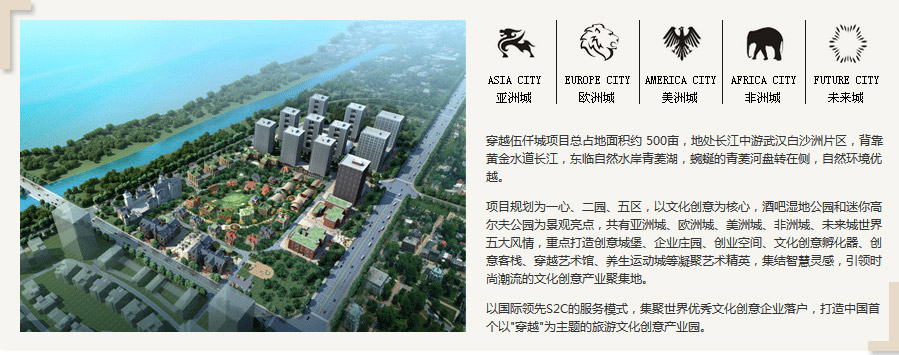 ASIA CITY
亚洲城
EUROPE CITY
欧洲城
AMERICA CITY
美洲城
AFRICA CITY
非洲城
FUTURE CITY
未来城
穿越伍仟城项目总占地面积约 500亩，地处长江中游武汉白沙洲片区，背靠
黄金水道长江，东临自然水岸青菱湖，蜿蜒的青菱河盘转在侧，自然环境优
越。
项目规划为一心、二园、五区，以文化创意为核心，酒吧湿地公园和迷你高
尔夫公园为景观亮点，共有亚洲城、欧洲城、美洲城、非洲城、未来城世界
五大风情，重点打造创意城堡、企业庄园、创业空间、文化创意孵化器、创
意客栈、穿越艺术馆、养生运动城等凝聚艺术精英，集结智慧灵感，引领时
尚潮流的文化创意产业聚集地。
以国际领先S2C的服务模式，集聚世界优秀文化创意企业落户，打造中国首
个以"穿越"为主题的旅游文化创意产业园。